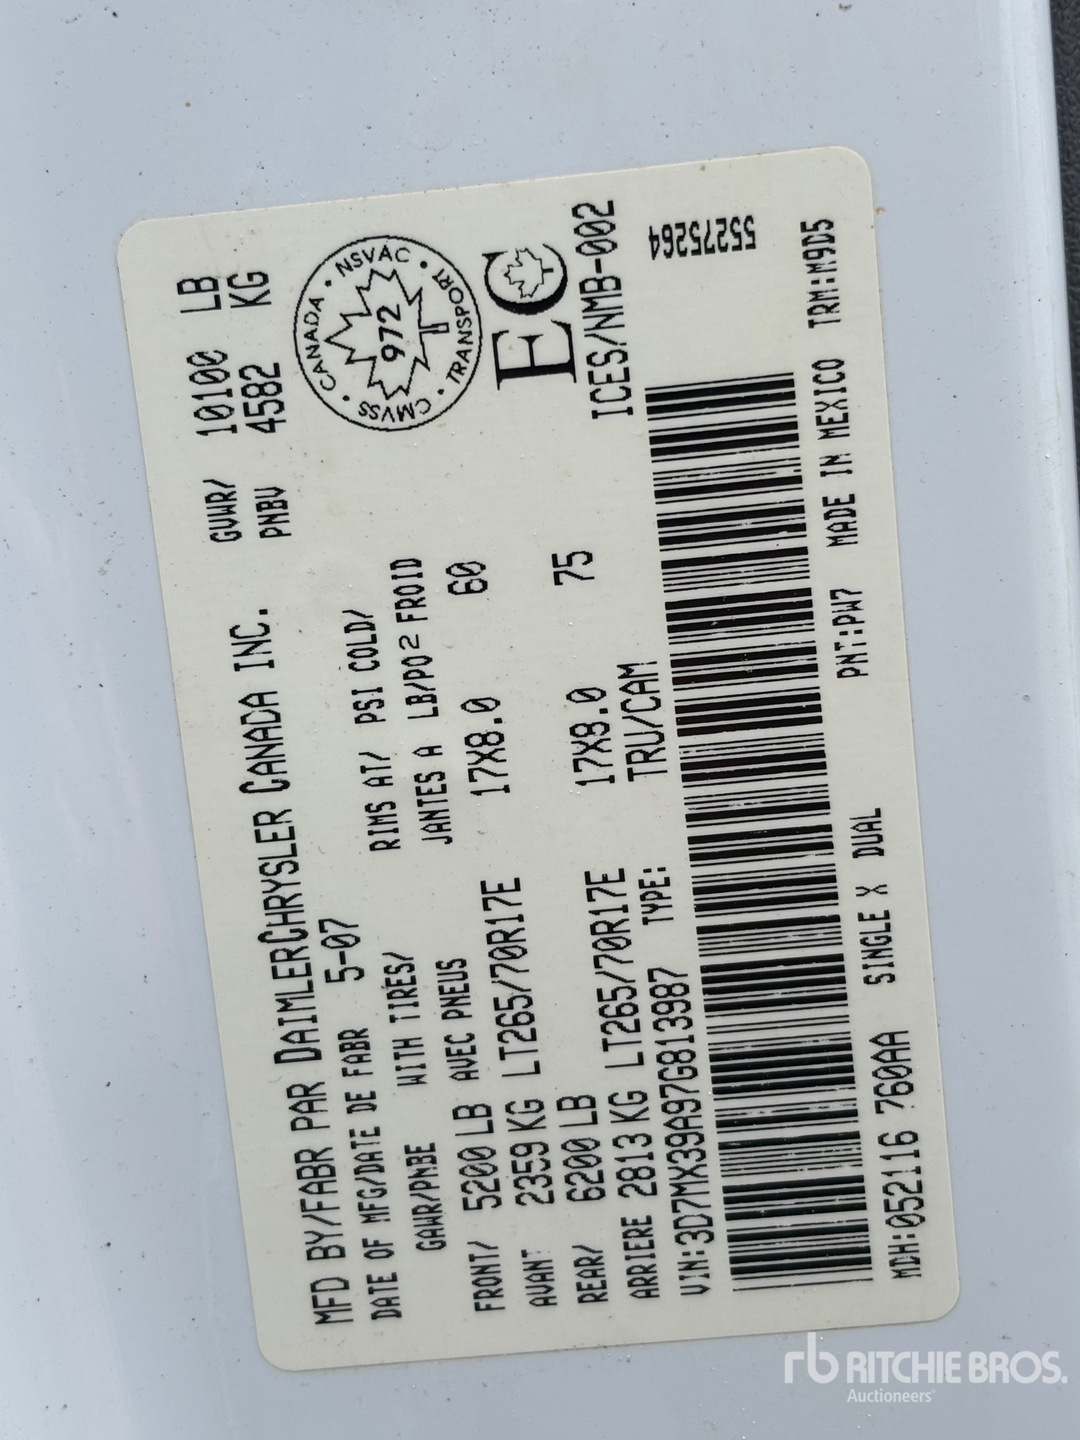 MFD BY/FABR PAR DAIMLERCHRYSLER CANADA INC.
GVWR/ 10100 LB
DATE OF MFG/DATE DE FABR 5-07
PNBV 4582 KG
CANADA • NSVAC • TRANSPORT • CMVSS •
972
GAWR/PNBE WITH TIRES/ RIMS AT/ PSI COLD/
AVEC PNEUS JANTES A LB/PO² FROID
FRONT/ 5200 LB
AVANT 2359 KG LT265/70R17E 17X8.0 60
REAR/ 6200 LB
ARRIERE 2813 KG LT265/70R17E 17X8.0 75
EC
ICES/NMB-002
VIN:3D7MX39A97G813987 TYPE: TRU/CAM
55275264
MDH:052116 760AA SINGLE X DUAL PNT:PW7 MADE IN MEXICO TRM:M9D5
rb RITCHIE BROS.
Auctioneers